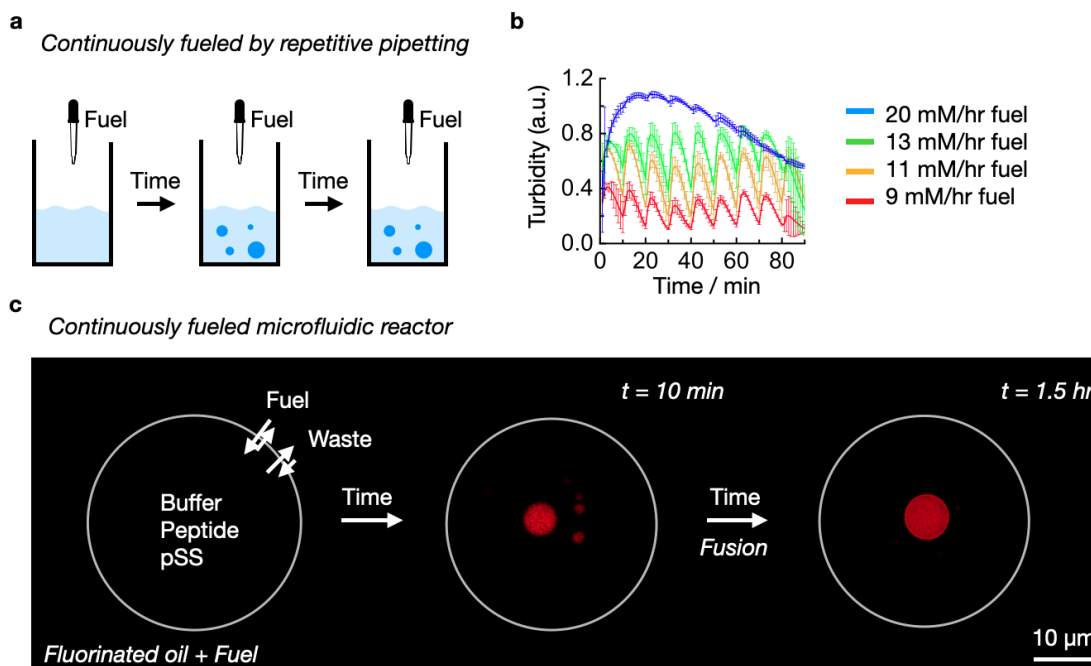 a
Continuously fueled by repetitive pipetting
Fuel
Fuel
Fuel
Time
Time
b
Turbidity (a.u.)
1.2
0.8
0.4
0.0
0 20 40 60 80
Time / min
20 mM/hr fuel
13 mM/hr fuel
11 mM/hr fuel
9 mM/hr fuel
c
Continuously fueled microfluidic reactor
Fuel
Waste
Buffer
Peptide
pSS
Fluorinated oil + Fuel
Time
t = 10 min
Time
Fusion
t = 1.5 hr
10 µm